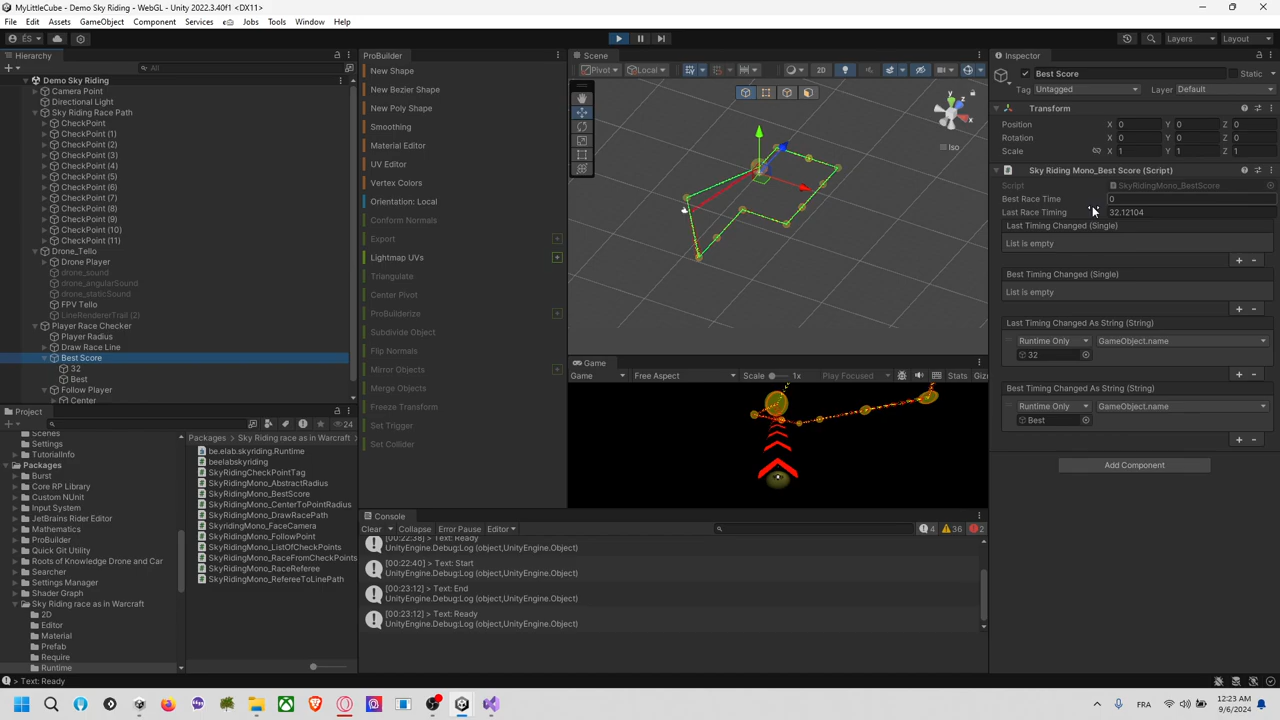 MyLittleCube - Demo Sky Riding - WebGL - Unity 2022.3.40f1 <DX11>
File Edit Assets GameObject Component Services Jobs Tools Window Help
ÉS
Layers
Layout
Hierarchy
All
Demo Sky Riding
Camera Point
Directional Light
Sky Riding Race Path
CheckPoint
CheckPoint (1)
CheckPoint (2)
CheckPoint (3)
CheckPoint (4)
CheckPoint (5)
CheckPoint (6)
CheckPoint (7)
CheckPoint (8)
CheckPoint (9)
CheckPoint (10)
CheckPoint (11)
Drone_Tello
Drone Player
drone_sound
drone_angularSound
drone_staticSound
FPV Tello
LineRendererTrail (2)
Player Race Checker
Player Radius
Draw Race Line
Best Score
32
Best
Follow Player
Center
ProBuilder
New Shape
New Bezier Shape
New Poly Shape
Smoothing
Material Editor
UV Editor
Vertex Colors
Orientation: Local
Conform Normals
Export
Lightmap UVs
Triangulate
Center Pivot
ProBuilderize
Subdivide Object
Flip Normals
Mirror Objects
Merge Objects
Freeze Transform
Set Trigger
Set Collider
Scene
Pivot
Local
2D
y
z
x
Iso
Game
Game
Free Aspect
Scale
1x
Play Focused
Stats
Giz
Inspector
Best Score
Static
Tag Untagged
Layer Default
Transform
Position X 0 Y 0 Z 0
Rotation X 0 Y 0 Z 0
Scale X 1 Y 1 Z 1
Sky Riding Mono_Best Score (Script)
Script SkyRidingMono_BestScore
Best Race Time 0
Last Race Timing 32.12104
Last Timing Changed (Single)
List is empty
Best Timing Changed (Single)
List is empty
Last Timing Changed As String (String)
Runtime Only GameObject.name
32
Best Timing Changed As String (String)
Runtime Only GameObject.name
Best
Add Component
Project
24
Scenes
Settings
TutorialInfo
Packages
Burst
Core RP Library
Custom NUnit
Input System
JetBrains Rider Editor
Mathematics
ProBuilder
Quick Git Utility
Roots of Knowledge Drone and Car
Searcher
Settings Manager
Shader Graph
Sky Riding race as in Warcraft
2D
Editor
Material
Prefab
Require
Runtime
Packages > Sky Riding race as in Warcraft
be.elab.skyriding.Runtime
beelabskyriding
SkyRidingCheckPointTag
SkyRidingMono_AbstractRadius
SkyRidingMono_BestScore
SkyRidingMono_CenterToPointRadius
SkyRidingMono_DrawRacePath
SkyridingMono_FaceCamera
SkyRidingMono_FollowPoint
SkyRidingMono_ListOfCheckPoints
SkyRidingMono_RaceFromCheckPoints
SkyRidingMono_RaceReferee
SkyRidingMono_RefereeToLinePath
Console
Clear Collapse Error Pause Editor
4 36 2
[00:22:38] > Text: Ready
UnityEngine.Debug:Log (object,UnityEngine.Object)
[00:22:40] > Text: Start
UnityEngine.Debug:Log (object,UnityEngine.Object)
[00:23:12] > Text: End
UnityEngine.Debug:Log (object,UnityEngine.Object)
[00:23:12] > Text: Ready
UnityEngine.Debug:Log (object,UnityEngine.Object)
> Text: Ready
FRA
12:23 AM
9/6/2024